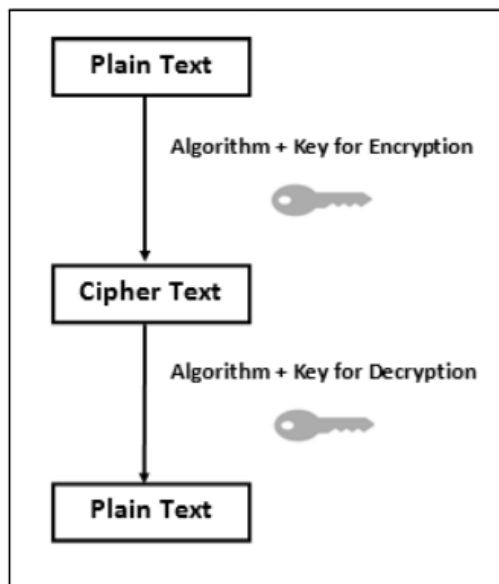 Plain Text
Algorithm + Key for Encryption
Cipher Text
Algorithm + Key for Decryption
Plain Text